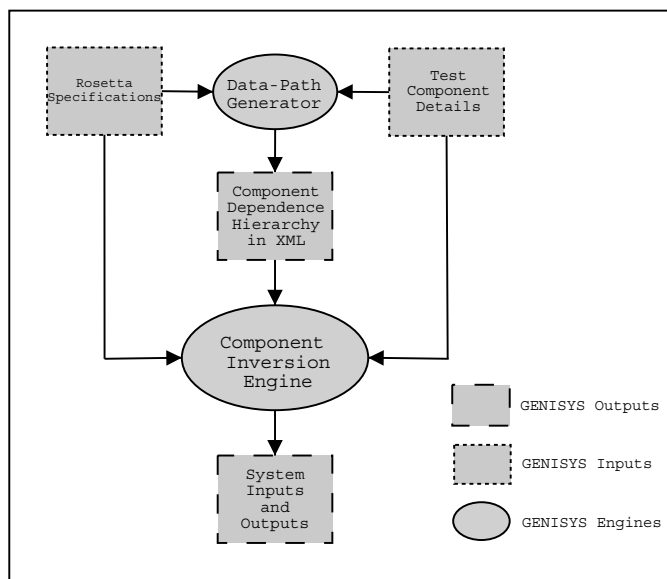 Rosetta
Specifications
Data-Path
Generator
Test
Component
Details
Component
Dependence
Hierarchy
in XML
Component
Inversion
Engine
System
Inputs
and
Outputs
GENISYS Outputs
GENISYS Inputs
GENISYS Engines